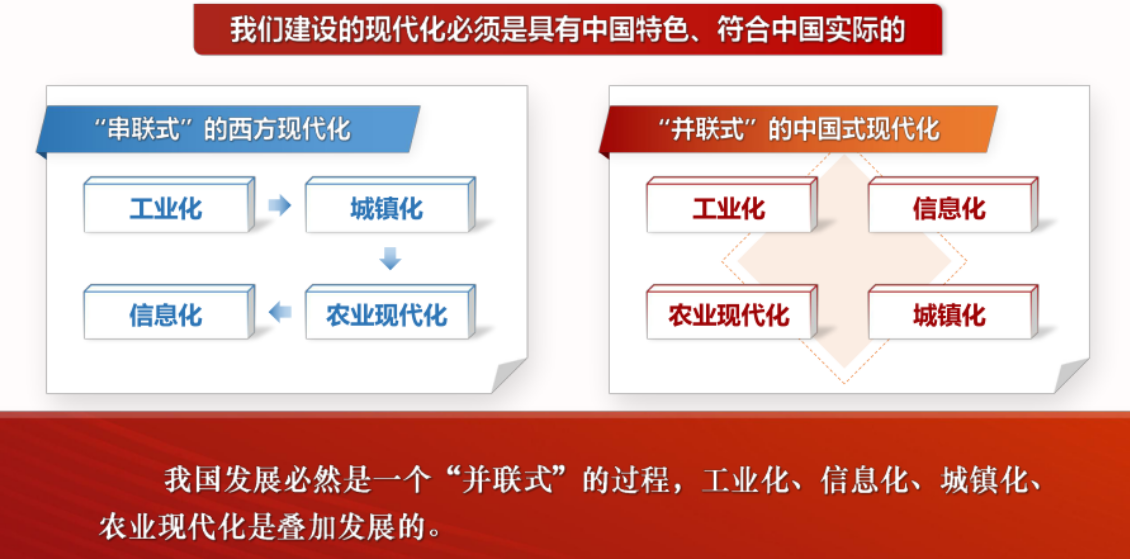 我们建设的现代化必须是具有中国特色、符合中国实际的
“串联式”的西方现代化
工业化
城镇化
信息化
农业现代化
“并联式”的中国式现代化
工业化
信息化
农业现代化
城镇化
我国发展必然是一个“并联式”的过程，工业化、信息化、城镇化、
农业现代化是叠加发展的。